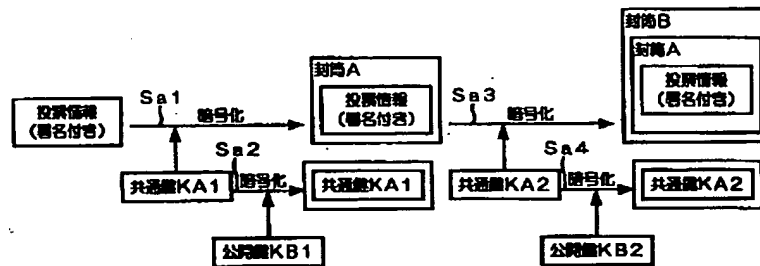 封筒B
封筒A
封筒A
投票情報
(署名付き)
Sa1
暗号化
投票情報
(署名付き)
Sa3
暗号化
投票情報
(署名付き)
Sa2
暗号化
共通鍵KA1
共通鍵KA1
Sa4
暗号化
共通鍵KA2
共通鍵KA2
公開鍵KB1
公開鍵KB2